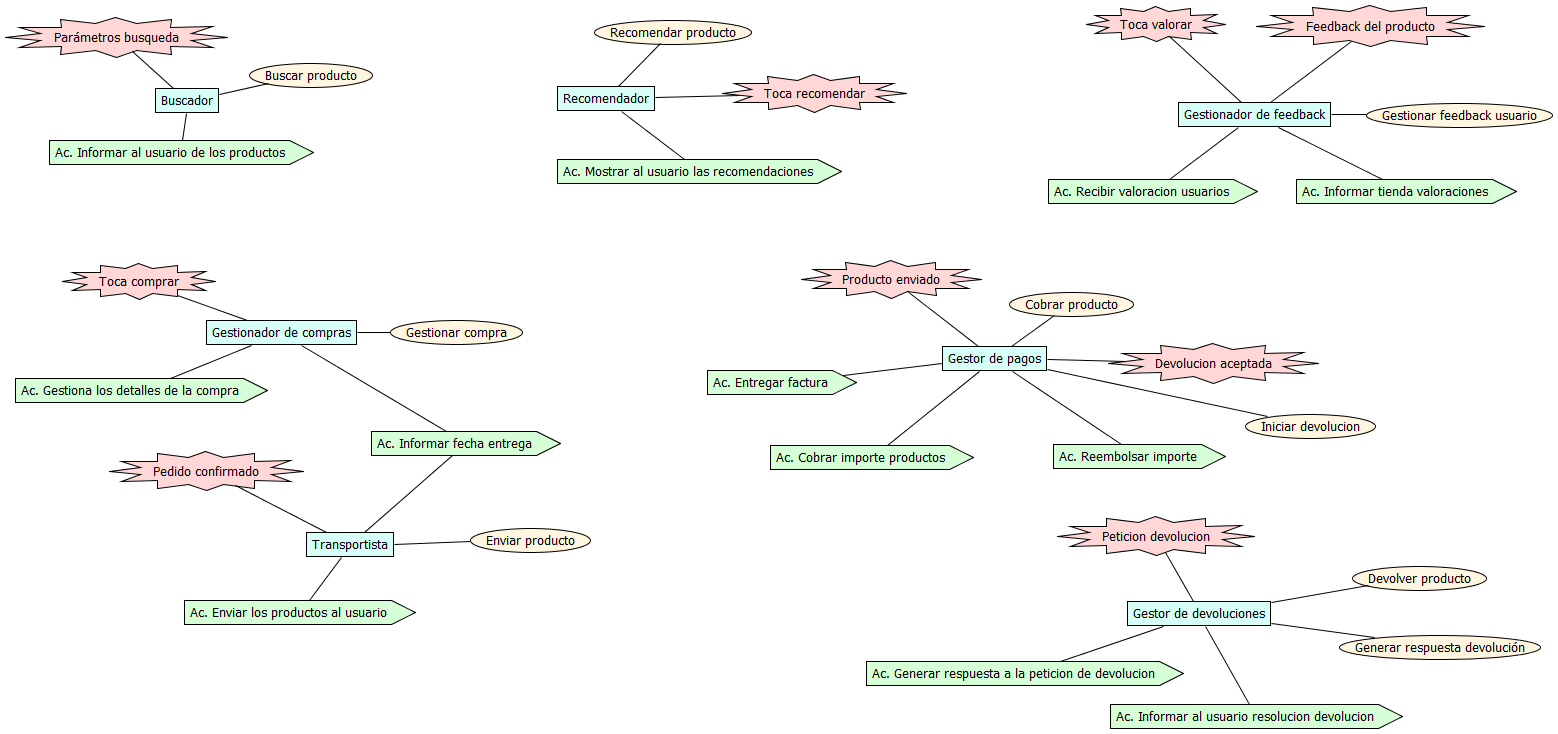 Parámetros busqueda
Buscar producto
Buscador
Ac. Informar al usuario de los productos
Recomendar producto
Toca recomendar
Recomendador
Ac. Mostrar al usuario las recomendaciones
Toca valorar
Feedback del producto
Gestionador de feedback
Gestionar feedback usuario
Ac. Recibir valoracion usuarios
Ac. Informar tienda valoraciones
Toca comprar
Gestionador de compras
Gestionar compra
Ac. Gestiona los detalles de la compra
Ac. Informar fecha entrega
Pedido confirmado
Transportista
Enviar producto
Ac. Enviar los productos al usuario
Producto enviado
Cobrar producto
Gestor de pagos
Devolucion aceptada
Ac. Entregar factura
Iniciar devolucion
Ac. Cobrar importe productos
Ac. Reembolsar importe
Peticion devolucion
Devolver producto
Gestor de devoluciones
Generar respuesta devolución
Ac. Generar respuesta a la peticion de devolucion
Ac. Informar al usuario resolucion devolucion